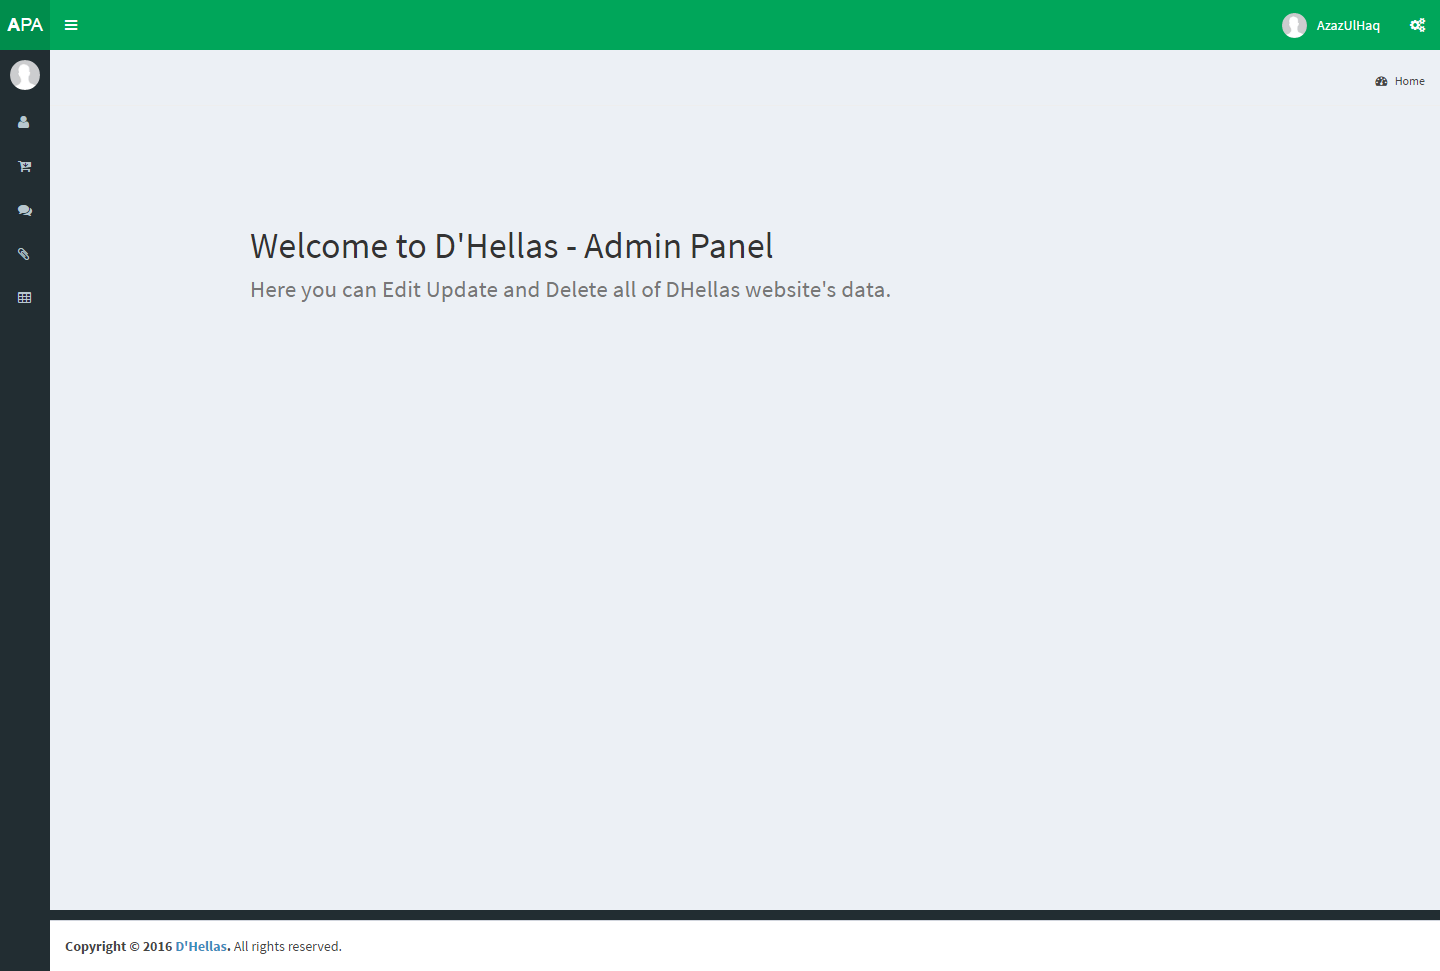 APA
AzazUlHaq
Home
Welcome to D'Hellas - Admin Panel
Here you can Edit Update and Delete all of DHellas website's data.
Copyright © 2016 D'Hellas. All rights reserved.